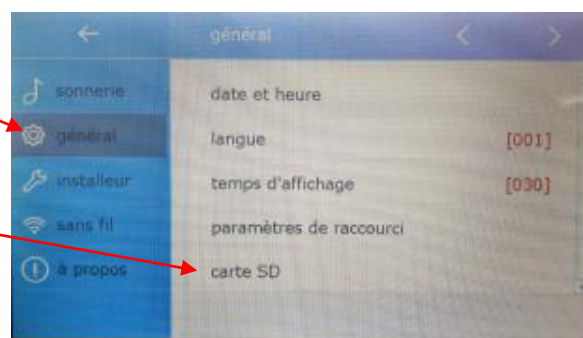 général
sonnerie
général
installeur
sans fil
à propos
date et heure
langue [001]
temps d'affichage [030]
paramètres de raccourci
carte SD